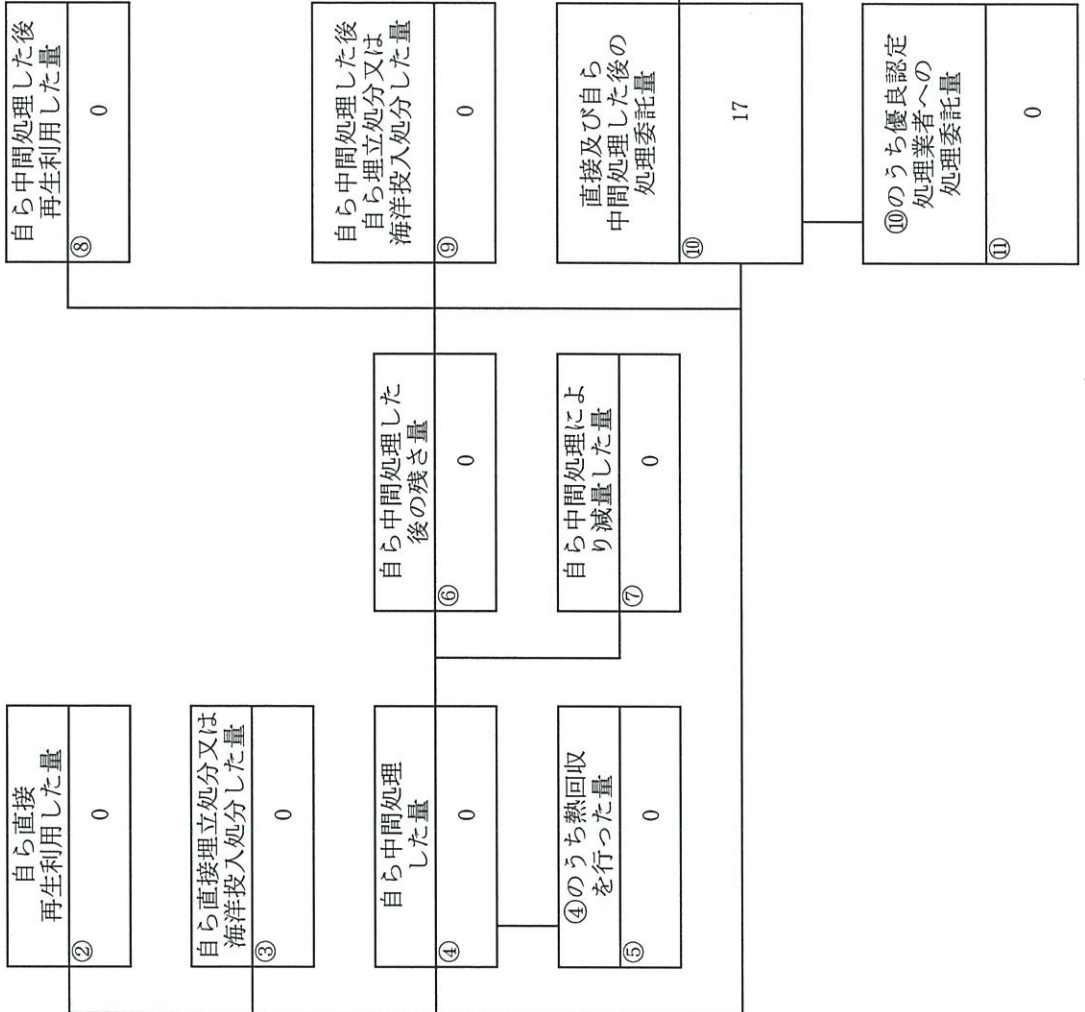 自ら直接
再生利用した量
②
0
自ら直接埋立処分又は
海洋投入処分した量
③
0
自ら中間処理
した量
④
0
④のうち熱回収
を行った量
⑤
0
自ら中間処理した
後の残さ量
⑥
0
自ら中間処理によ
り減量した量
⑦
0
自ら中間処理した後
再生利用した量
⑧
0
自ら中間処理した後
自ら埋立処分又は
海洋投入処分した量
⑨
0
直接及び自ら
中間処理した後の
処理委託量
⑩
17
⑩のうち優良認定
処理業者への
処理委託量
⑪
0